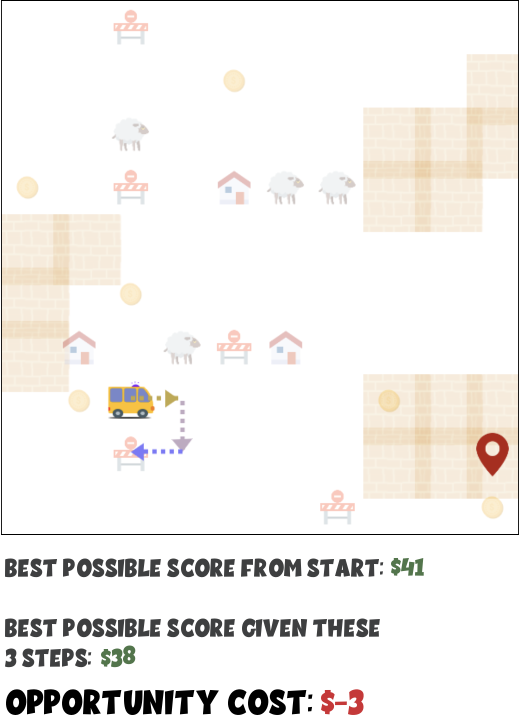 BEST POSSIBLE SCORE FROM START: $41
BEST POSSIBLE SCORE GIVEN THESE
3 STEPS: $38
OPPORTUNITY COST: $-3